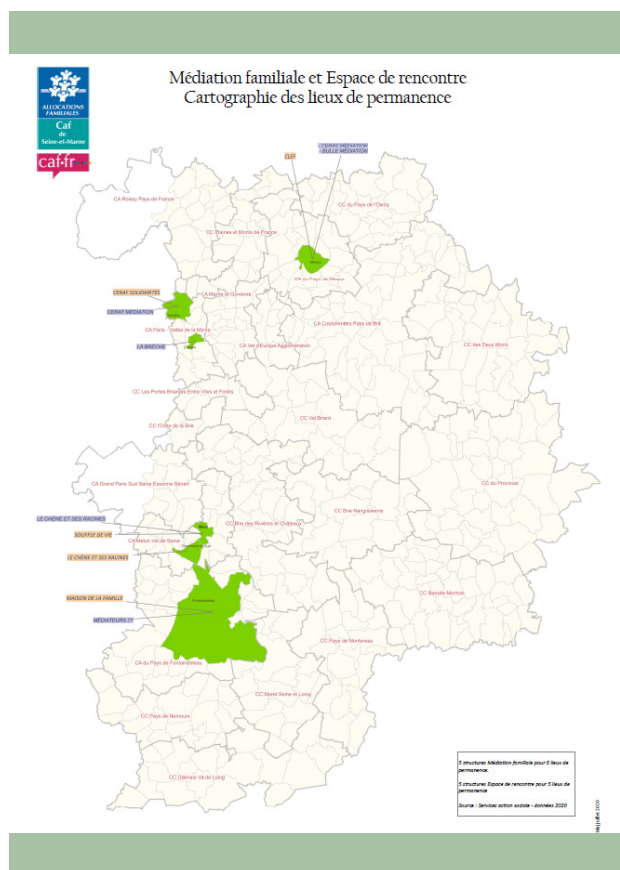 Médiation familiale et Espace de rencontre
Cartographie des lieux de permanence
ALLOCATIONS
FAMILIALES
Caf
de
Seine-et-Marne
caf.fr
CERAF MÉDIATION
BULLE MÉDIATION
CLEF
CA Roissy Pays de France
CC du Pays de l'Ourcq
CC Plaines et Monts de France
CA du Pays de Meaux
CERAF SOLIDARITÉS
CA Marne et Gondoire
CERAF MÉDIATION
CA Paris - Vallée de la Marne
CA Coulommiers Pays de Brie
LA BRÈCHE
CA Val d'Europe Agglomération
CC des Deux Morin
CC Les Portes Briardes Entre Villes et Forêts
CC Val Briard
CC l'Orée de la Brie
CA Grand Paris Sud Seine Essonne Sénart
CC du Provinois
CC Brie Nangissienne
LE CHÊNE ET SES RACINES
CC Brie des Rivières et Châteaux
SOUFFLE DE VIE
CA Melun Val de Seine
LE CHÊNE ET SES RACINES
CC Bassée Montois
MAISON DE LA FAMILLE
MÉDIATEURS 77
CC Pays de Montereau
CA du Pays de Fontainebleau
CC Moret Seine et Loing
CC Pays de Nemours
CC Gâtinais Val de Loing
5 structures Médiation familiale pour 6 lieux de
permanence.
5 structures Espace de rencontre pour 5 lieux de
permanence
Source : Services action sociale - données 2020